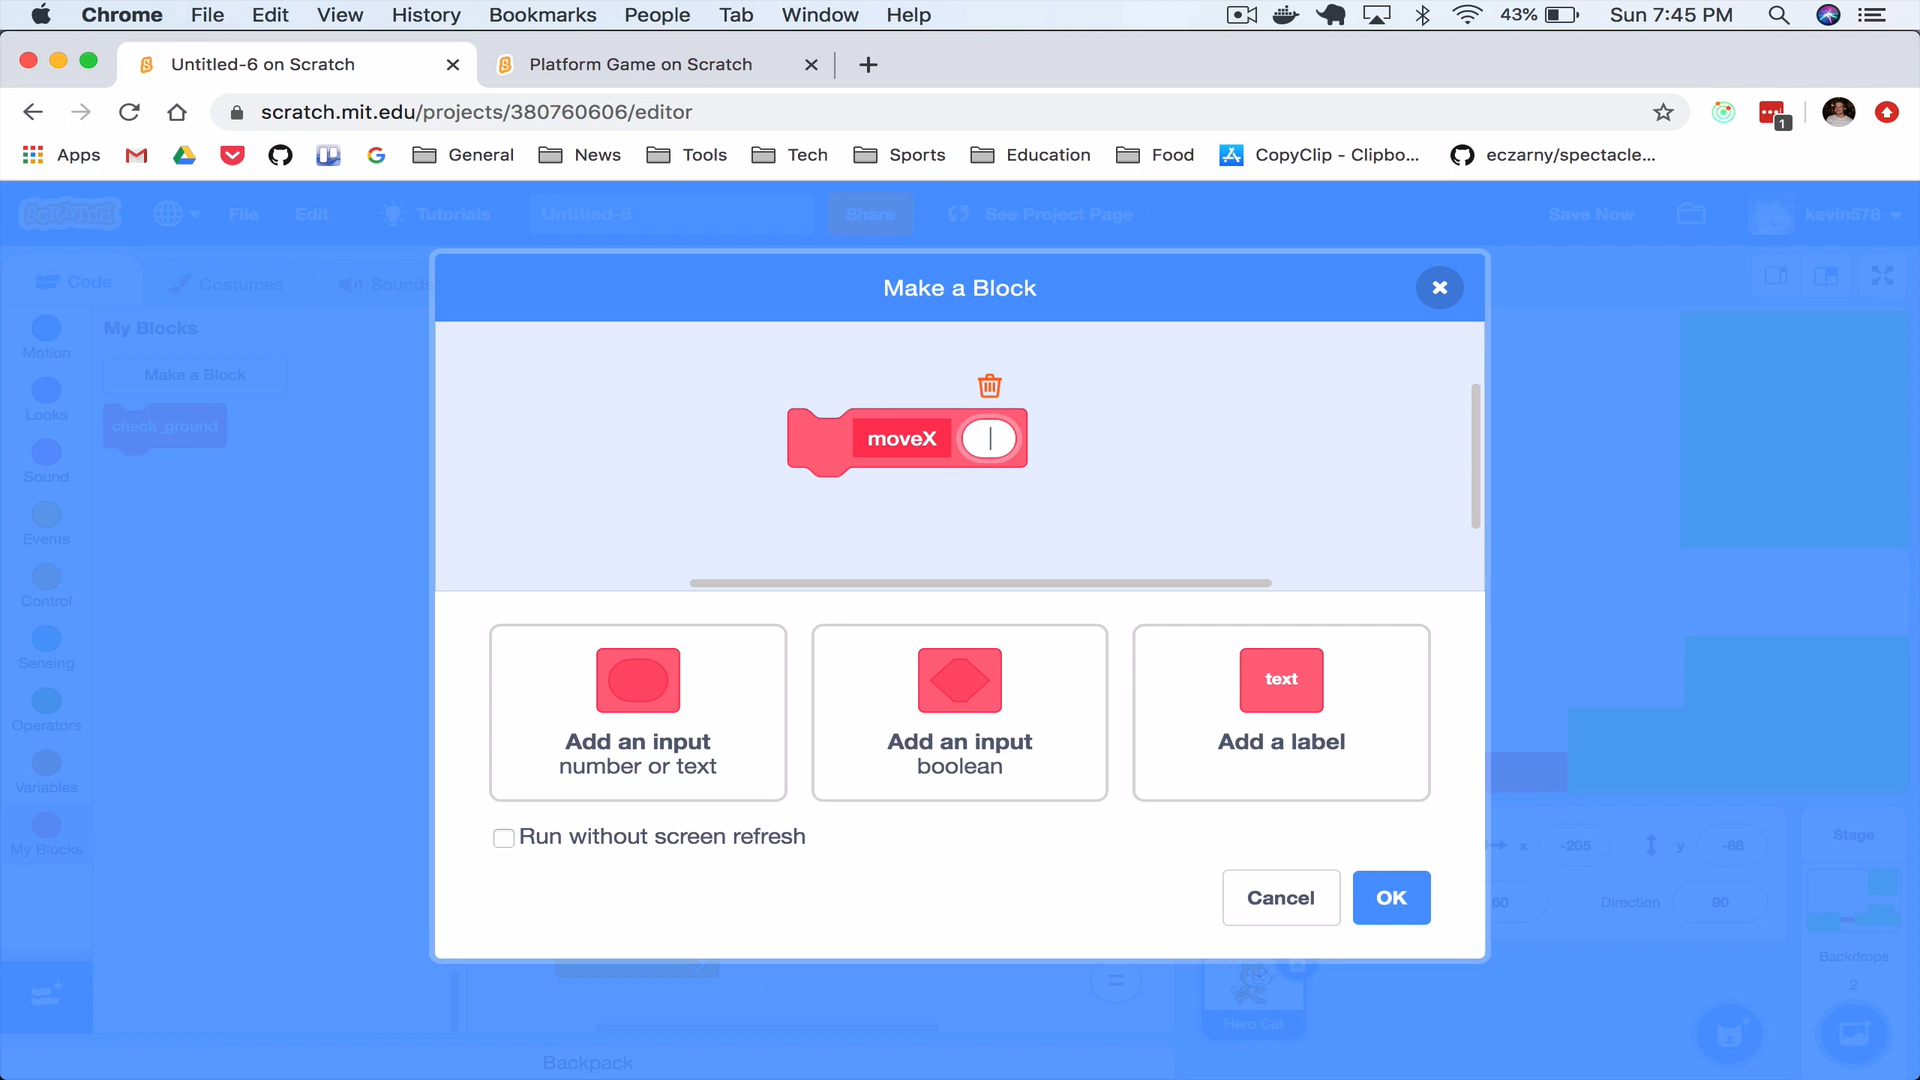 Chrome File Edit View History Bookmarks People Tab Window Help 43% Sun 7:45 PM
Untitled-6 on Scratch Platform Game on Scratch
scratch.mit.edu/projects/380760606/editor 1
Apps General News Tools Tech Sports Education Food CopyClip - Clipbo... eczarny/spectacle...
SCRATCH File Edit Tutorials Untitled-6 Share See Project Page Save Now kevin578
Code Costumes Sounds
Make a Block
My Blocks
Make a Block
check_ground
Motion
Looks
Sound
Events
Control
Sensing
Operators
Variables
My Blocks
moveX
text
Add an input
number or text
Add an input
boolean
Add a label
Run without screen refresh
Cancel OK
x -205 y -88
60 Direction 90
Stage
Backdrops
2
Hero Cat
Backpack